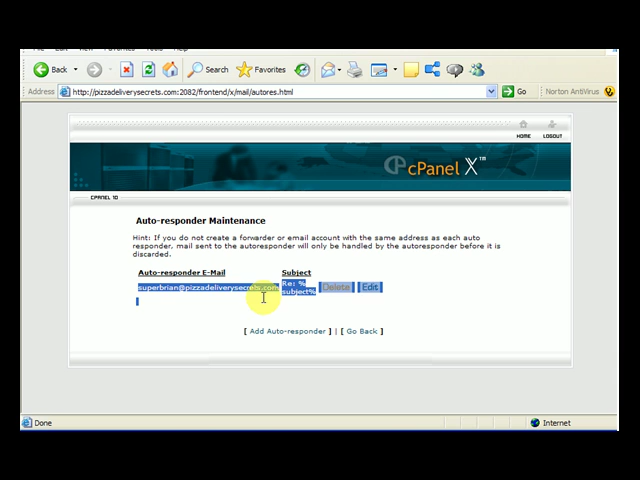 File Edit View Favorites Tools Help
Back Search Favorites
Address http://pizzadeliverysecrets.com:2082/frontend/x/mail/autores.html Go Norton AntiVirus
HOME LOGOUT
cPanel X™
CPANEL 10
Auto-responder Maintenance
Hint: If you do not create a forwarder or email account with the same address as each auto
responder, mail sent to the autoresponder will only be handled by the autoresponder before it is
discarded.
Auto-responder E-Mail Subject
superbrian@pizzadeliverysecrets.com Re: % Delete Edit
subject%
[ Add Auto-responder ] | [ Go Back ]
Done Internet